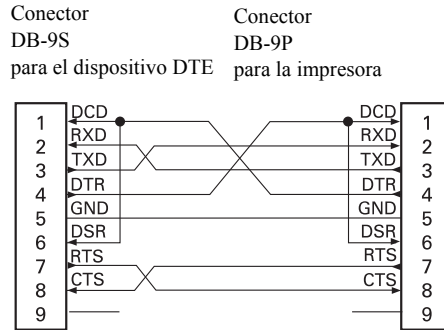 Conector
DB-9S
para el dispositivo DTE
Conector
DB-9P
para la impresora
1 DCD DCD 1
2 RXD RXD 2
3 TXD TXD 3
4 DTR DTR 4
5 GND GND 5
6 DSR DSR 6
7 RTS RTS 7
8 CTS CTS 8
9 9